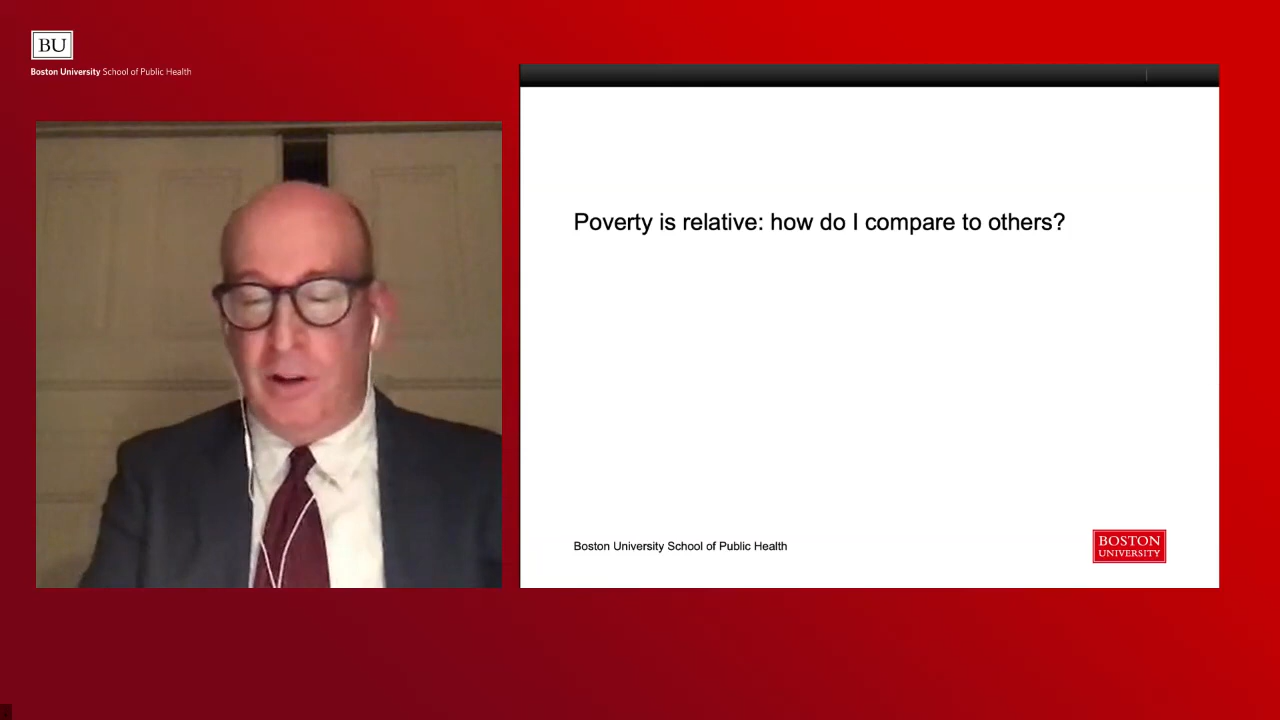 BU
Boston University School of Public Health
Poverty is relative: how do I compare to others?
Boston University School of Public Health
BOSTON
UNIVERSITY